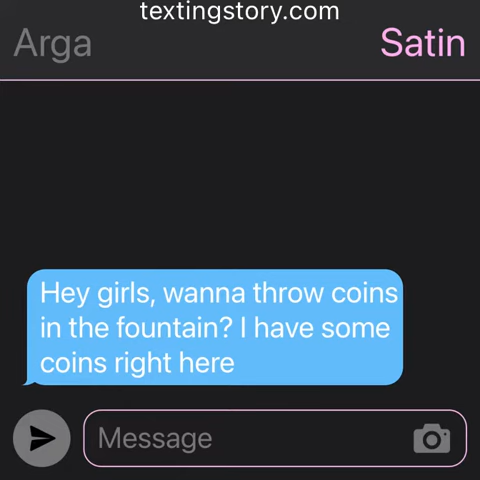 textingstory.com
Arga Satin
Hey girls, wanna throw coins
in the fountain? I have some
coins right here
Message